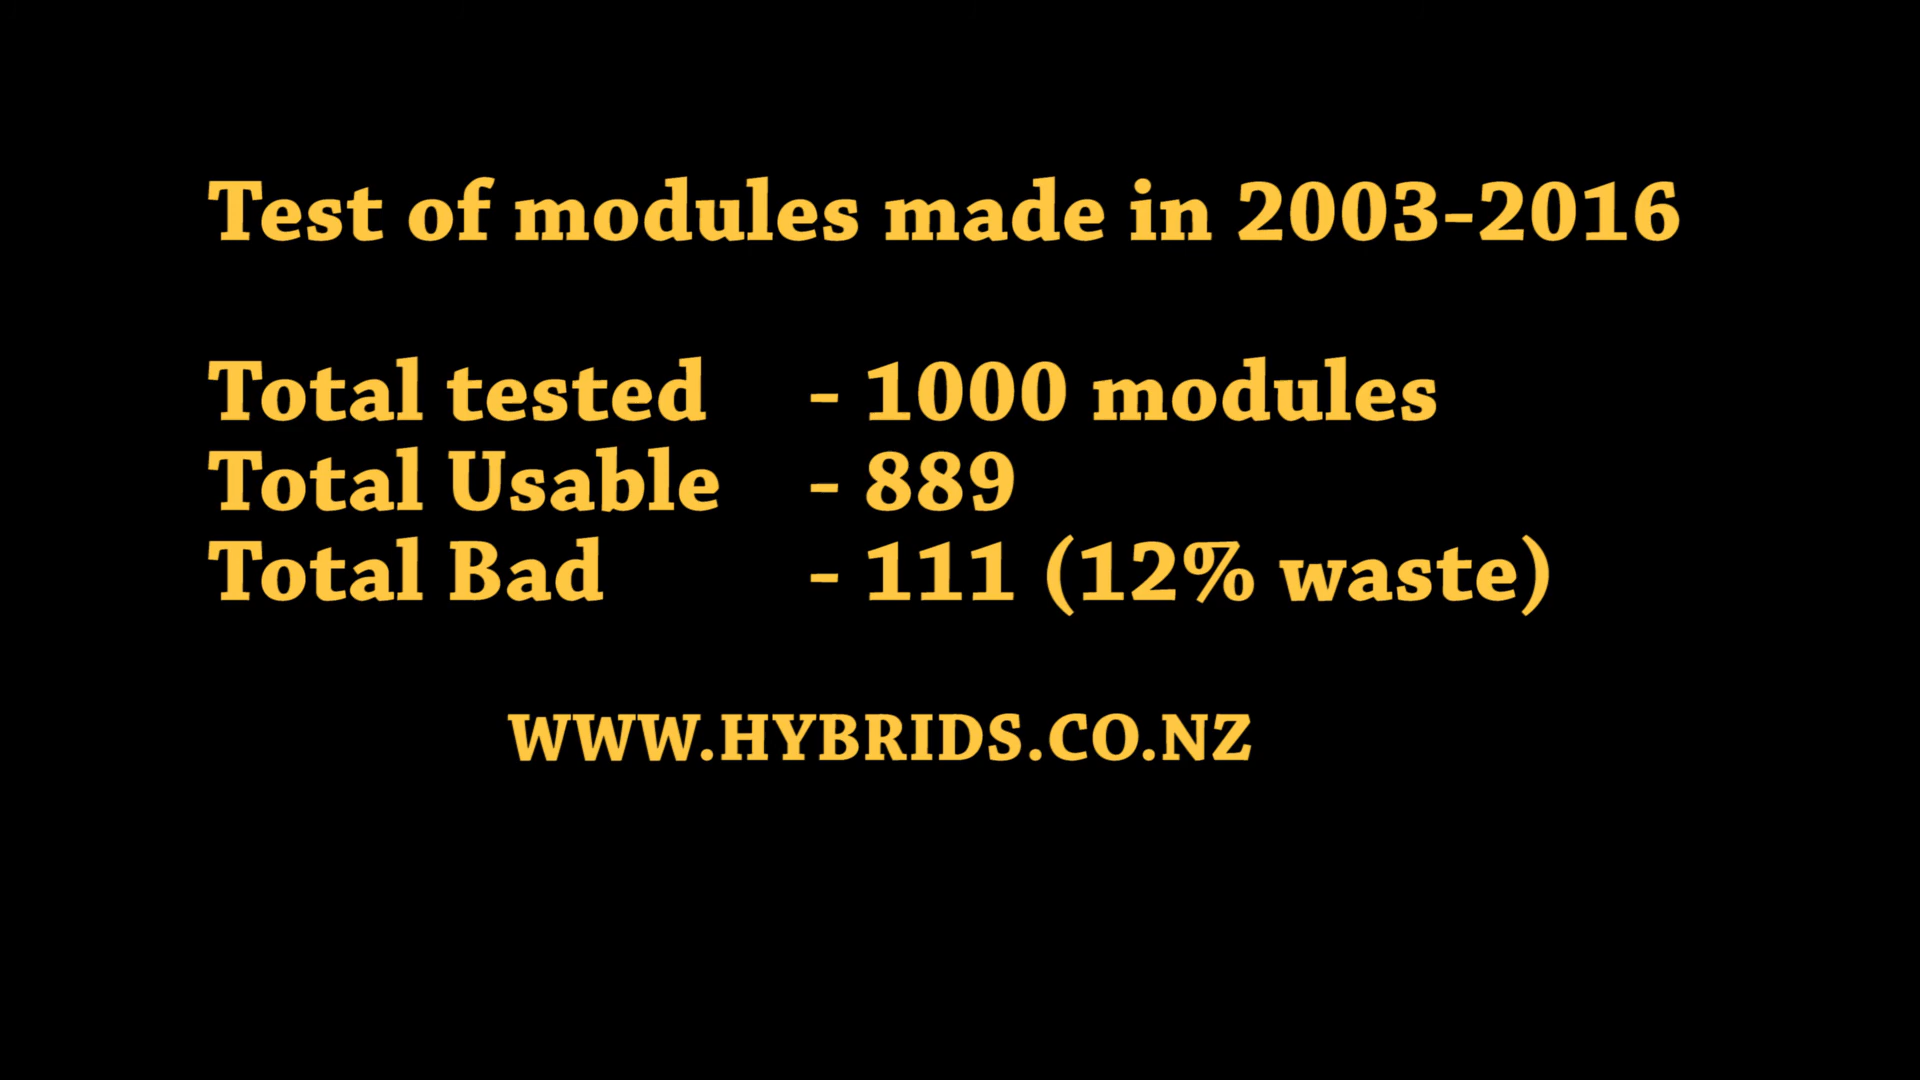 Test of modules made in 2003-2016
Total tested - 1000 modules
Total Usable - 889
Total Bad - 111 (12% waste)
WWW.HYBRIDS.CO.NZ